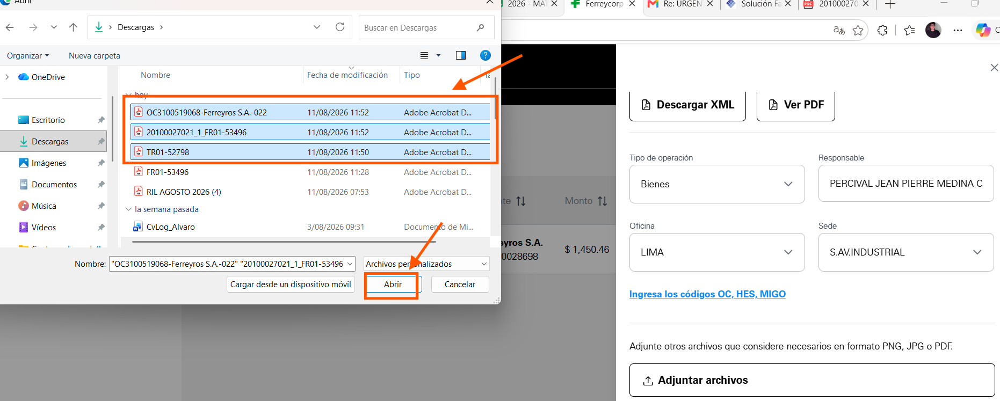 Abrir
2026 - MAT
Ferreycorp
Re: URGENT
Solución Fa
201000270
Descargas
Buscar en Descargas
Organizar
Nueva carpeta
Nombre
Fecha de modificación
Tipo
OneDrive
hoy
OC3100519068-Ferreyros S.A.-022
11/08/2026 11:52
Adobe Acrobat D...
20100027021_1_FR01-53496
11/08/2026 11:52
Adobe Acrobat D...
TR01-52798
11/08/2026 11:50
Adobe Acrobat D...
FR01-53496
11/08/2026 11:28
Adobe Acrobat D...
RIL AGOSTO 2026 (4)
11/08/2026 07:53
Adobe Acrobat D...
la semana pasada
CvLog_Alvaro
3/08/2026 09:31
Documento de Mi...
Escritorio
Descargas
Imágenes
Documentos
Música
Vídeos
Nombre:
"OC3100519068-Ferreyros S.A.-022" "20100027021_1_FR01-53496
Archivos personalizados
Cargar desde un dispositivo móvil
Abrir
Cancelar
nte
Monto
eyros S.A.
0028698
$ 1,450.46
Descargar XML
Ver PDF
Tipo de operación
Bienes
Responsable
PERCIVAL JEAN PIERRE MEDINA C
Oficina
LIMA
Sede
S.AV.INDUSTRIAL
Ingresa los códigos OC, HES, MIGO
Adjunte otros archivos que considere necesarios en formato PNG, JPG o PDF.
Adjuntar archivos